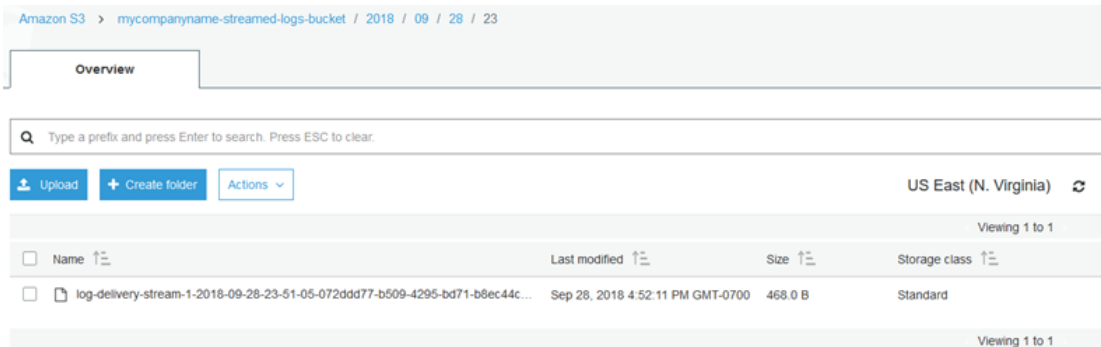 Amazon S3 > mycompanyname-streamed-logs-bucket / 2018 / 09 / 28 / 23
Overview
Type a prefix and press Enter to search. Press ESC to clear.
Upload + Create folder Actions US East (N. Virginia)
Viewing 1 to 1
Name Last modified Size Storage class
log-delivery-stream-1-2018-09-28-23-51-05-072ddd77-b509-4295-bd71-b8ec44c... Sep 28, 2018 4:52:11 PM GMT-0700 468.0 B Standard
Viewing 1 to 1